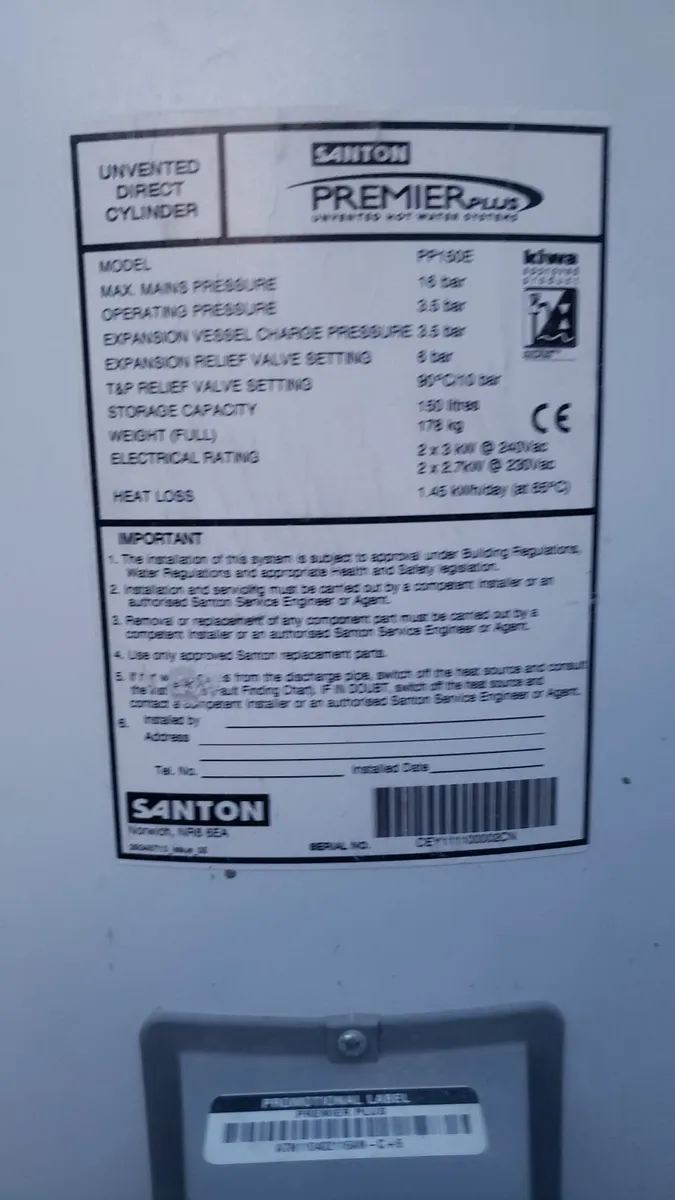 UNVENTED
DIRECT
CYLINDER
SANTON
PREMIER PLUS
UNVENTED HOT WATER SYSTEMS
MODEL PP150E
MAX. MAINS PRESSURE 16 bar
OPERATING PRESSURE 3.5 bar
EXPANSION VESSEL CHARGE PRESSURE 3.5 bar
EXPANSION RELIEF VALVE SETTING 6 bar
T&P RELIEF VALVE SETTING 90°C/10 bar
STORAGE CAPACITY 150 litres
WEIGHT (FULL) 178 kg
ELECTRICAL RATING 2 x 3 kW @ 240Vac
2 x 2.7kW @ 230Vac
HEAT LOSS 1.45 kWh/day (at 65°C)
kiwa
approved
product
CE
IMPORTANT
1. The installation of this system is subject to approval under Building Regulations,
Water Regulations and appropriate Health and Safety legislation.
2. Installation and servicing must be carried out by a competent installer or an
authorised Santon Service Engineer or Agent.
3. Removal or replacement of any component part must be carried out by a
competent installer or an authorised Santon Service Engineer or Agent.
4. Use only approved Santon replacement parts.
5. If from the discharge pipe, switch off the heat source and consult
the Fault Finding Chart. IF IN DOUBT, switch off the heat source and
contact a competent installer or an authorised Santon Service Engineer or Agent.
6. Installed by
Address
Tel. No. Installed Date
SANTON
Norwich, NR6 6EA
SERIAL NO.
PROMOTIONAL LABEL
PREMIER PLUS